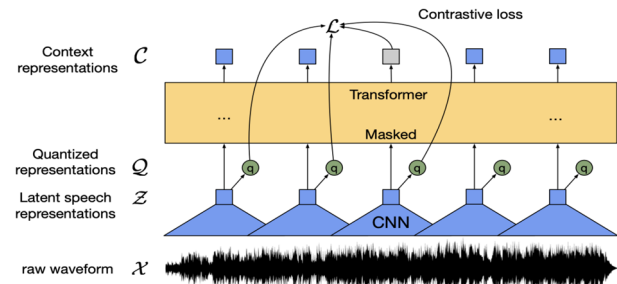 Contrastive loss
ℒ
Context
representations
𝒞
Transformer
...
...
Masked
Quantized
representations
𝒬
q q q q q
Latent speech
representations
𝒵
CNN
raw waveform
𝒳